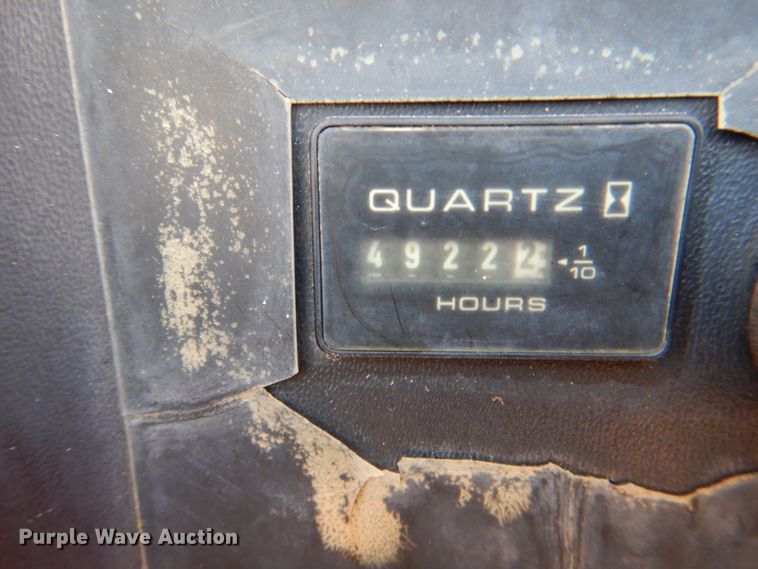 QUARTZ
49222 1/10
HOURS
Purple Wave Auction